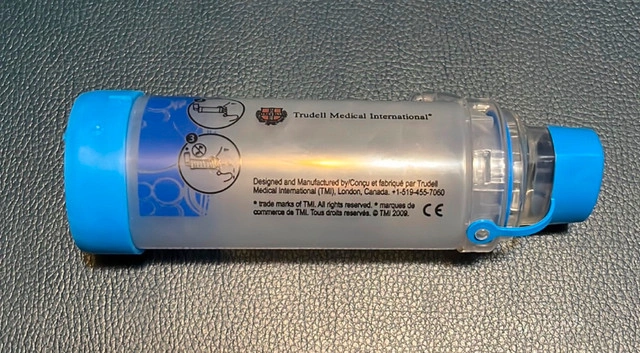 Trudell Medical International™
3
Designed and Manufactured by/Conçu et fabriqué par Trudell
Medical International (TMI), London, Canada. +1-519-455-7060
* trade marks of TMI. All rights reserved. * marques de
commerce de TMI. Tous droits reservés. © TMI 2009.
CE